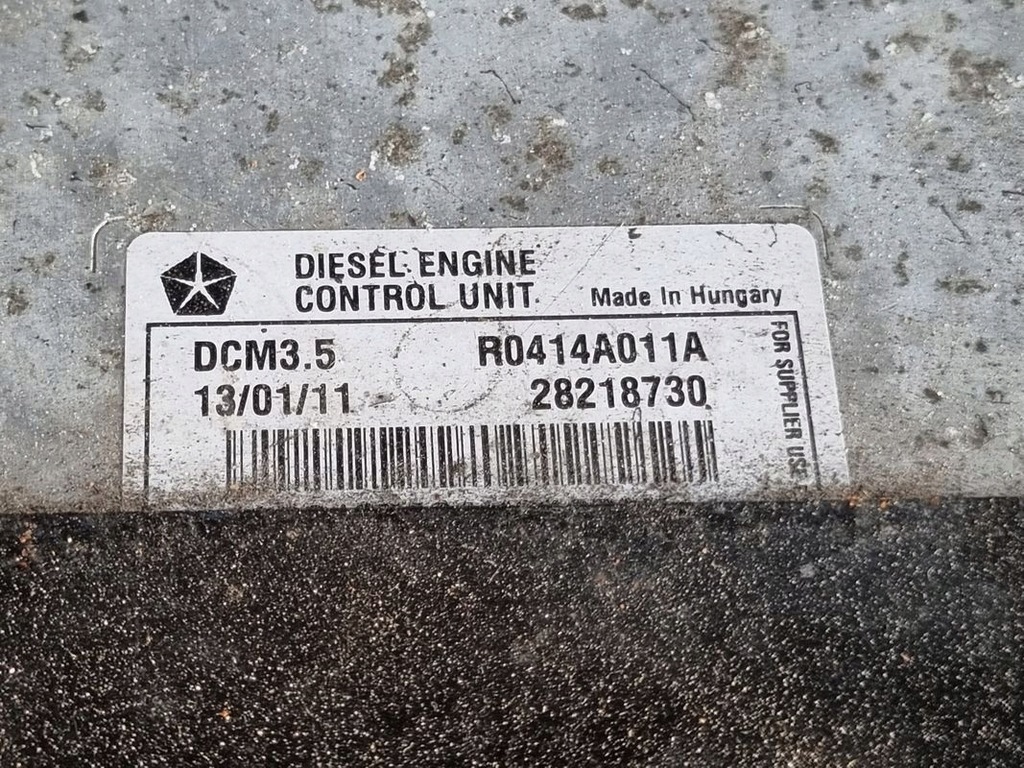 DIESEL ENGINE
CONTROL UNIT
Made In Hungary
DCM3.5
R0414A011A
13/01/11
28218730
FOR SUPPLIER USE